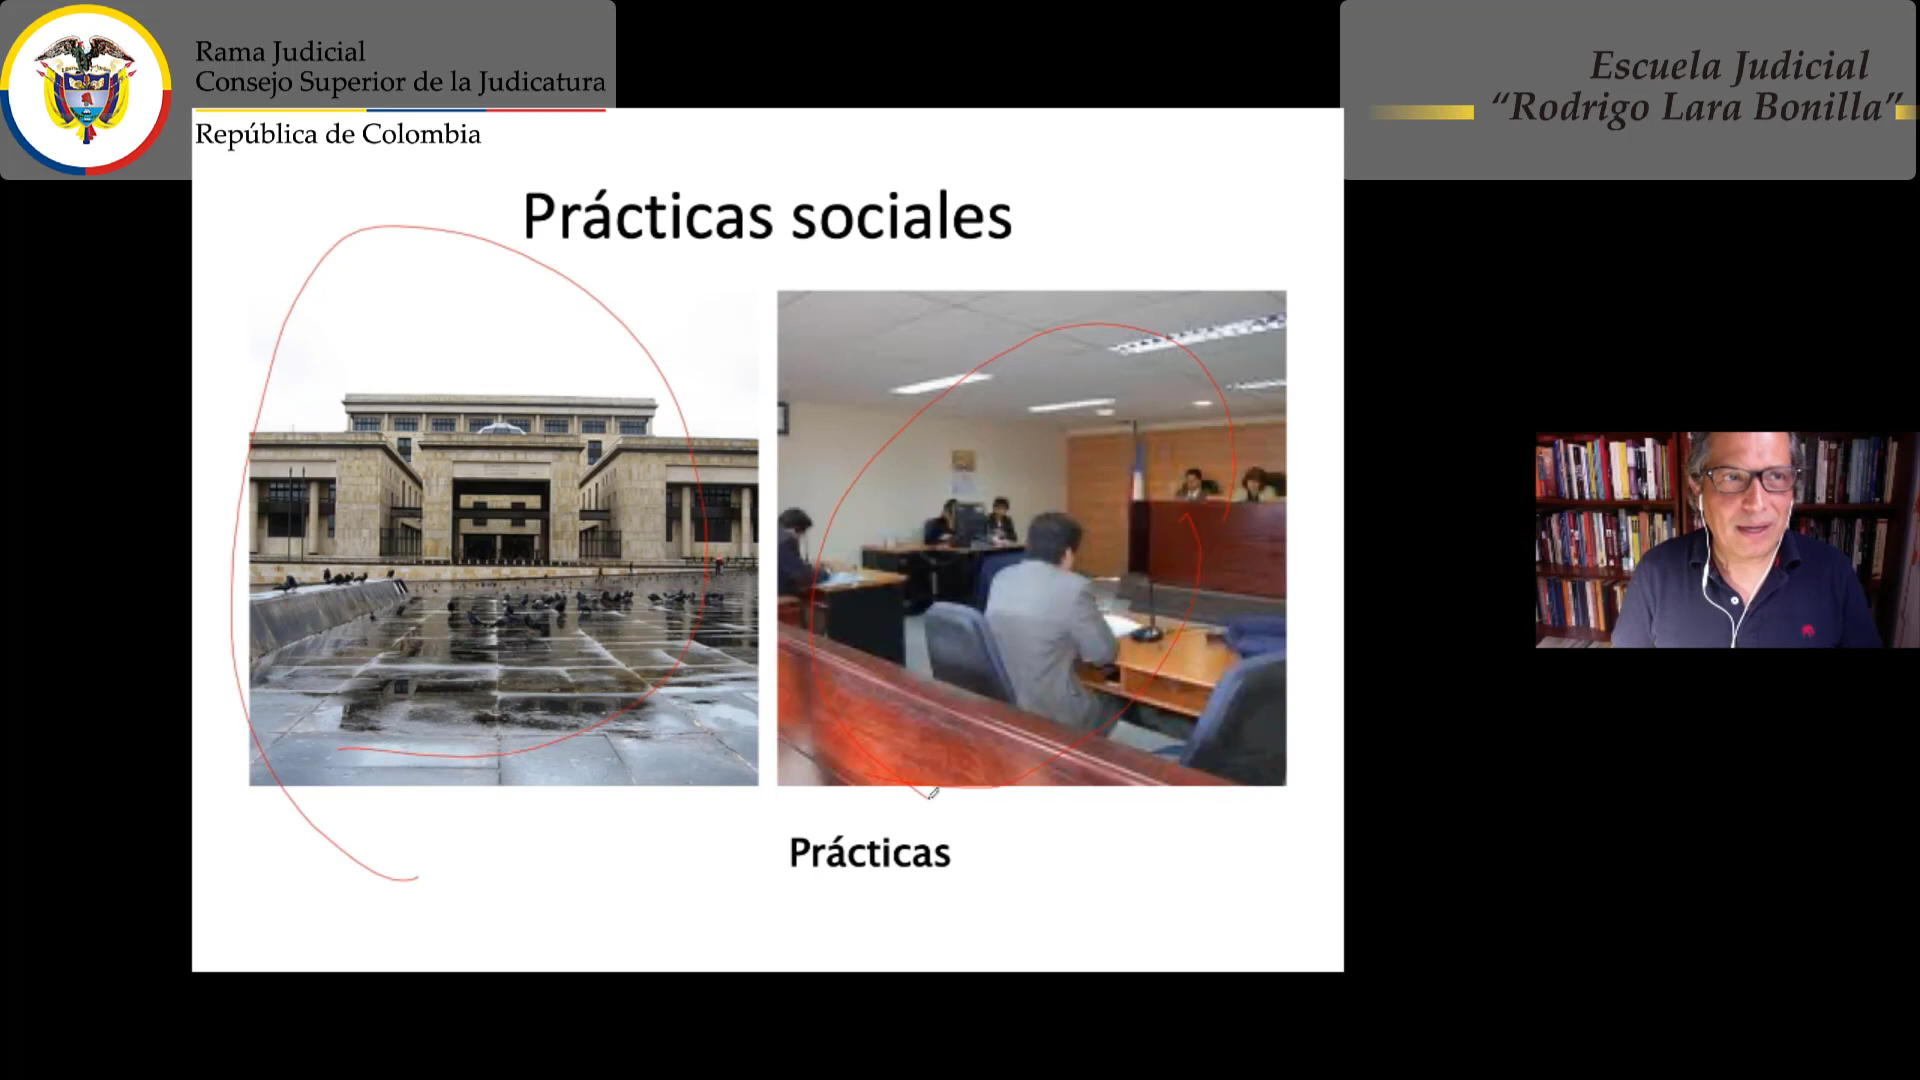 Rama Judicial
Consejo Superior de la Judicatura
República de Colombia
Escuela Judicial
“Rodrigo Lara Bonilla”
Prácticas sociales
Prácticas